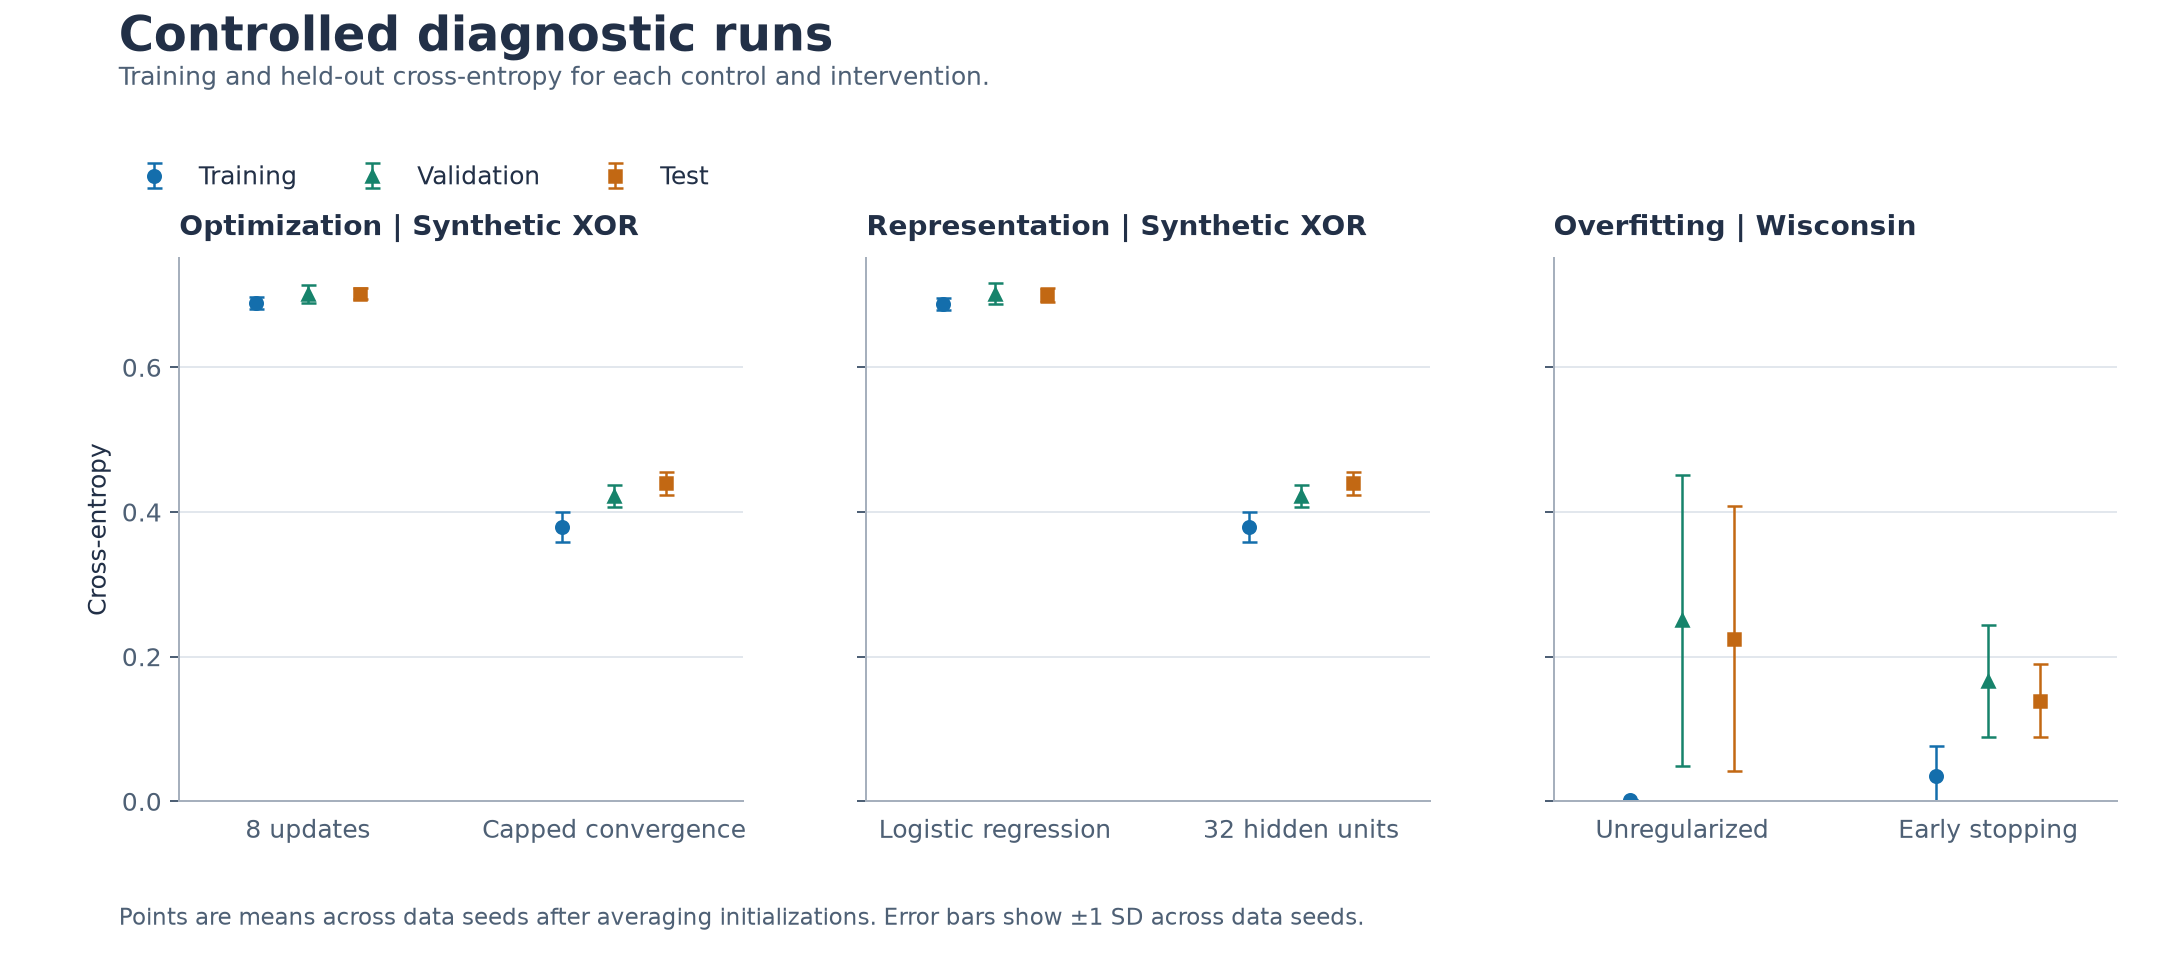 Controlled diagnostic runs
Training and held-out cross-entropy for each control and intervention.
Training
Validation
Test
Optimization | Synthetic XOR
Representation | Synthetic XOR
Overfitting | Wisconsin
Cross-entropy
0.6
0.4
0.2
0.0
8 updates
Capped convergence
Logistic regression
32 hidden units
Unregularized
Early stopping
Points are means across data seeds after averaging initializations. Error bars show ±1 SD across data seeds.